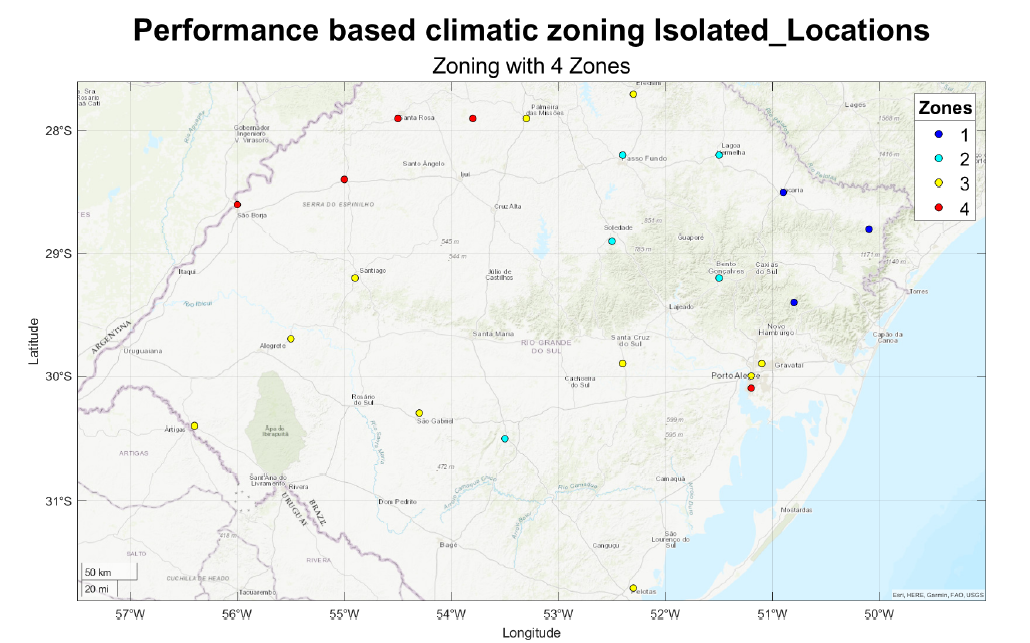 Performance based climatic zoning Isolated_Locations
Zoning with 4 Zones
Zones
1
2
3
4
Latitude
28°S
29°S
30°S
31°S
57°W
56°W
55°W
54°W
53°W
52°W
51°W
50°W
Longitude
50 km
20 mi
Esri, HERE, Garmin, FAO, USGS
Gobernador
Ingeniero
V. Virasoro
Santa Rosa
Palmeira
das Missões
Lages
Lagoa
Vermelha
Passo Fundo
Santo Ângelo
Ijuí
Vacaria
SERRA DO ESPINILHO
Cruz Alta
São Borja
Soledade
Guaporé
545 m
544 m
Bento
Gonçalves
Caxias
do Sul
Santiago
Júlio de
Castilhos
Itaqui
Torres
Lajeado
ARGENTINA
Santa Maria
RIO GRANDE
DO SUL
Santa Cruz
do Sul
Novo
Hamburgo
Capão da
Canoa
Uruguaiana
Alegrete
Porto Alegre
Gravataí
Cachoeira
do Sul
Rosário
do Sul
São Gabriel
Artigas
ARTIGAS
472 m
Sant'Ana do
Livramento
Rivera
Camaquã
Dom Pedrito
Mostardas
BRAZIL
URUGUAY
São
Lourenço do
Sul
Bagé
Canguçu
SALTO
RIVERA
CUCHILLA DE HAEDO
Tacuarembó
Pelotas